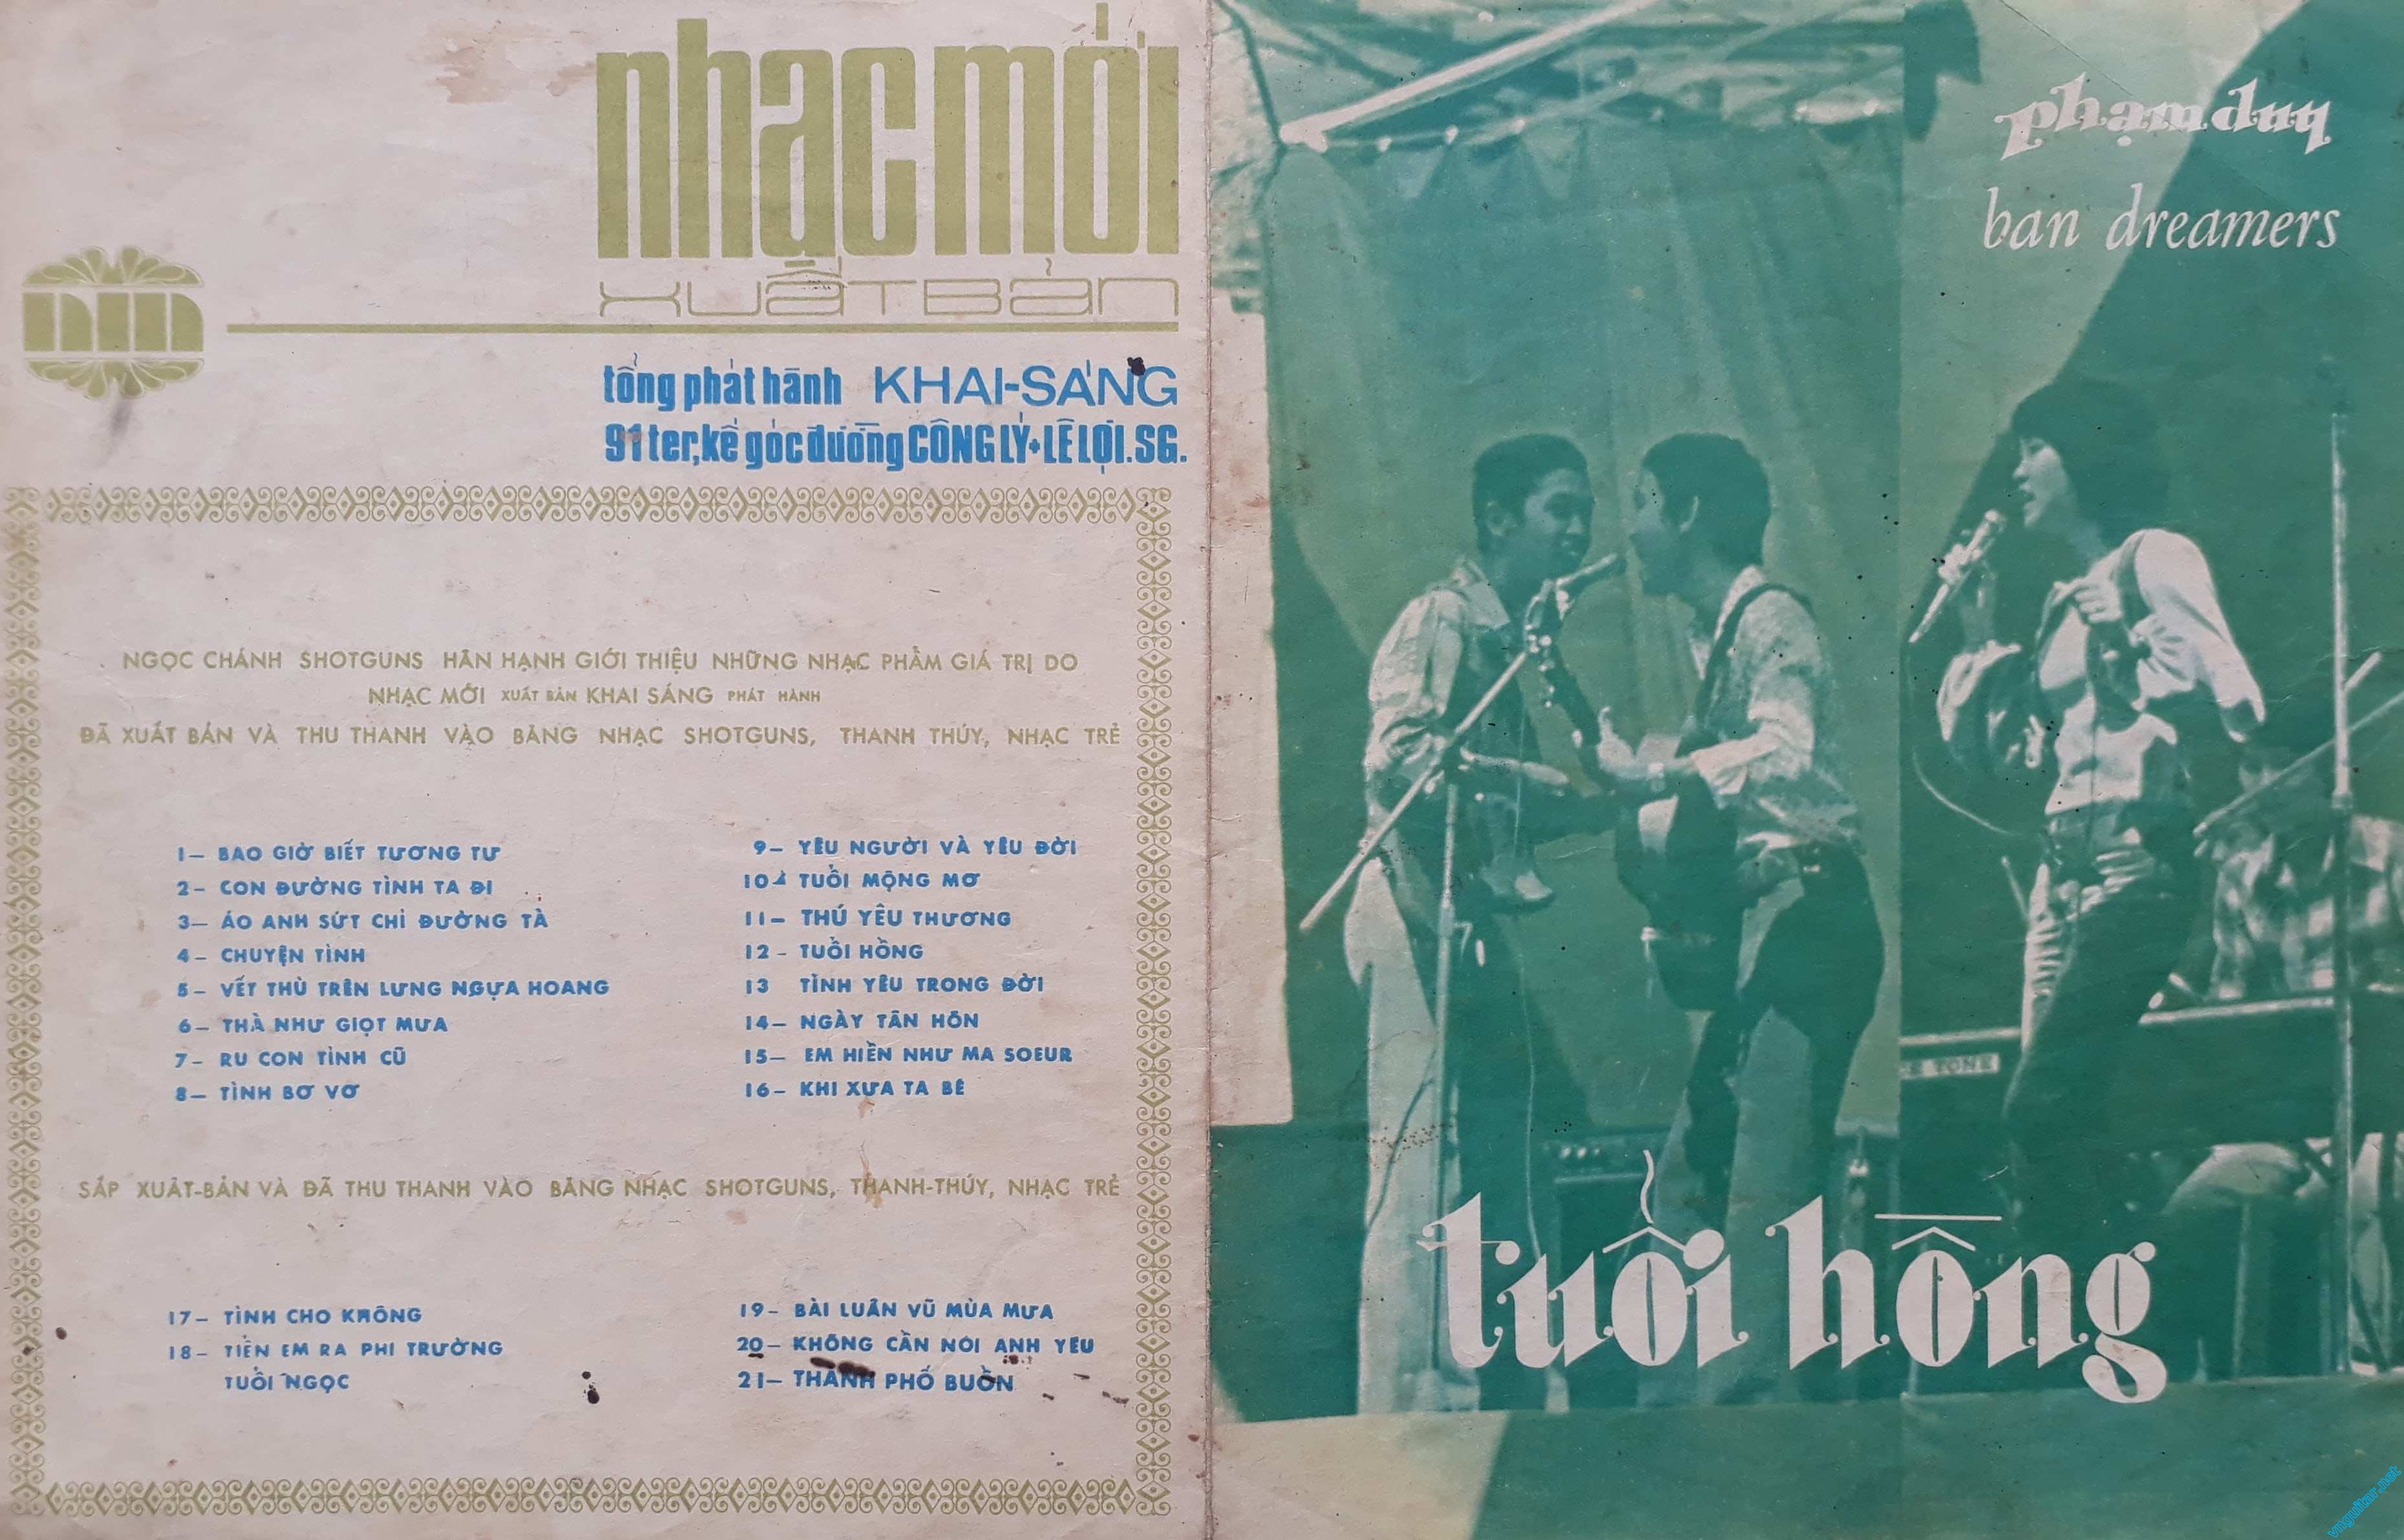 nhạc mới
XUẤT BẢN
nm
tổng phát hành KHAI-SÁNG
91 ter, kế góc đường CÔNG LÝ + LÊ LỢI. SG.
NGỌC CHÁNH SHOTGUNS HÂN HẠNH GIỚI THIỆU NHỮNG NHẠC PHẨM GIÁ TRỊ DO
NHẠC MỚI XUẤT BẢN KHAI SÁNG PHÁT HÀNH
ĐÃ XUẤT BẢN VÀ THU THANH VÀO BĂNG NHẠC SHOTGUNS, THANH THÚY, NHẠC TRẺ
1— BAO GIỜ BIẾT TƯƠNG TƯ
2- CON ĐƯỜNG TÌNH TA ĐI
3— ÁO ANH SỨT CHỈ ĐƯỜNG TÀ
4- CHUYỆN TÌNH
5- VẾT THÙ TRÊN LƯNG NGỰA HOANG
6- THÀ NHƯ GIỌT MƯA
7- RU CON TÌNH CŨ
8— TÌNH BƠ VƠ
9— YÊU NGƯỜI VÀ YÊU ĐỜI
10- TUỔI MỘNG MƠ
11— THÚ YÊU THƯƠNG
12- TUỔI HỒNG
13 TÌNH YÊU TRONG ĐỜI
14— NGÀY TÂN HÔN
15— EM HIỀN NHƯ MA SOEUR
16— KHI XƯA TA BÉ
SẮP XUẤT-BẢN VÀ ĐÃ THU THANH VÀO BĂNG NHẠC SHOTGUNS, THANH-THÚY, NHẠC TRẺ
17— TÌNH CHO KHÔNG
18- TIỄN EM RA PHI TRƯỜNG
TUỔI NGỌC
19- BÀI LUÂN VŨ MÙA MƯA
20- KHÔNG CẦN NÓI ANH YÊU
21— THÀNH PHỐ BUỒN
phạm duy
ban dreamers
CE TONE
tuổi hồng
vnguitar.net